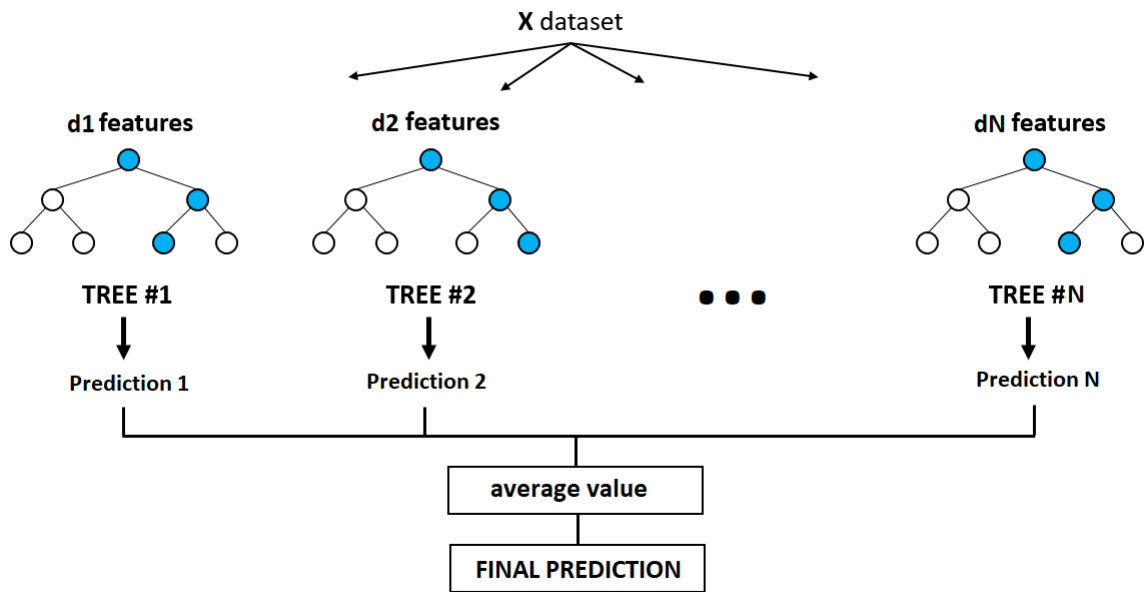 X dataset
d1 features
d2 features
dN features
TREE #1
TREE #2
TREE #N
Prediction 1
Prediction 2
Prediction N
average value
FINAL PREDICTION